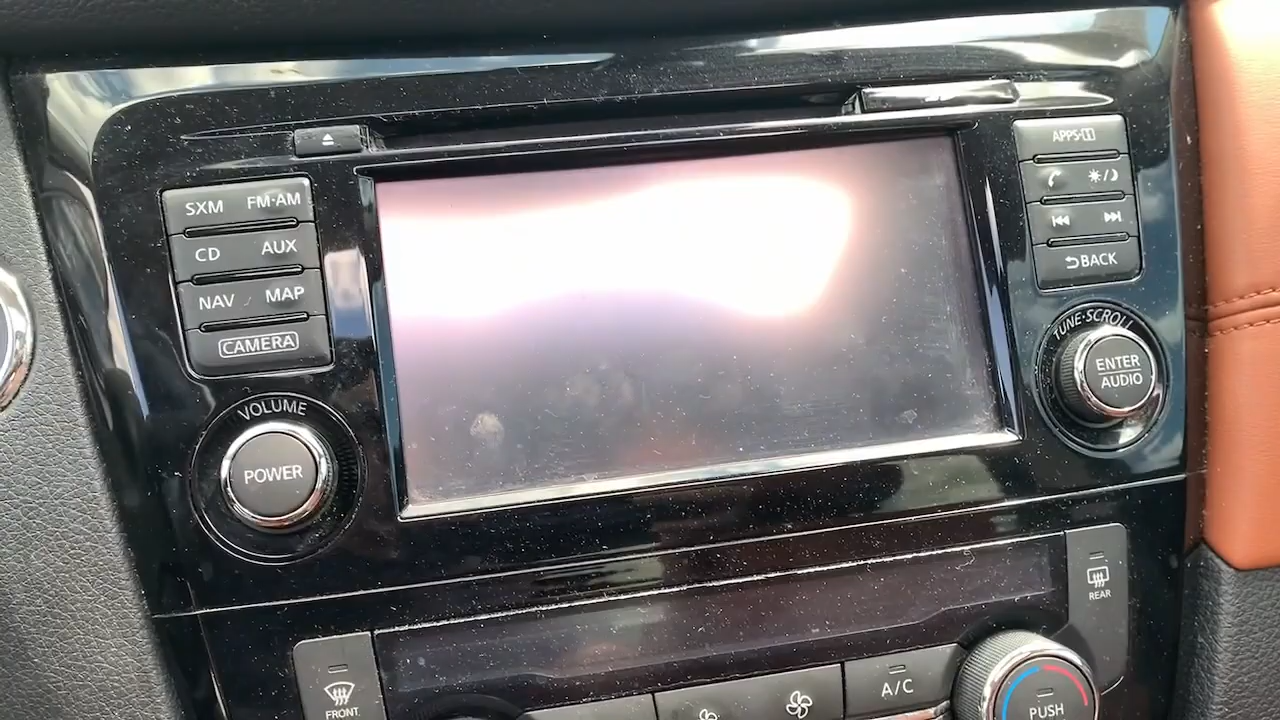 SXM FM·AM
CD AUX
NAV MAP
CAMERA
VOLUME
POWER
APPS·i
BACK
TUNE·SCROLL
ENTER
AUDIO
REAR
FRONT
A/C
PUSH